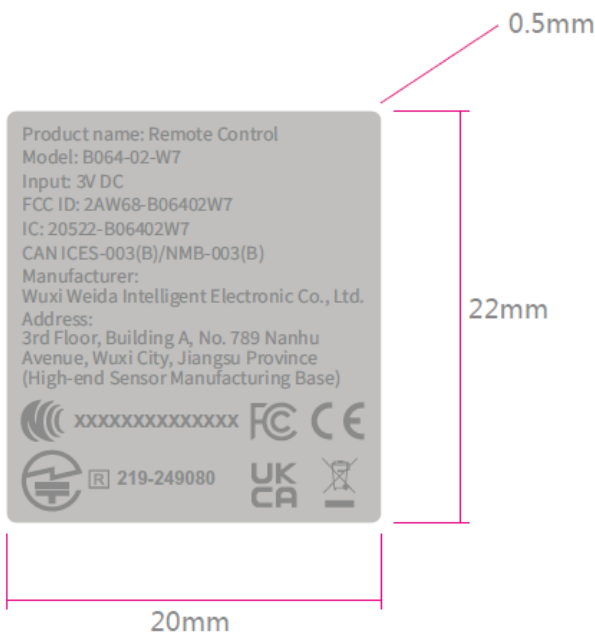 0.5mm
Product name: Remote Control
Model: B064-02-W7
Input: 3V DC
FCC ID: 2AW68-B06402W7
IC: 20522-B06402W7
CAN ICES-003(B)/NMB-003(B)
Manufacturer:
Wuxi Weida Intelligent Electronic Co., Ltd.
Address:
3rd Floor, Building A, No. 789 Nanhu
Avenue, Wuxi City, Jiangsu Province
(High-end Sensor Manufacturing Base)
xxxxxxxxxxxxxx FC CE
R 219-249080 UK
CA
22mm
20mm